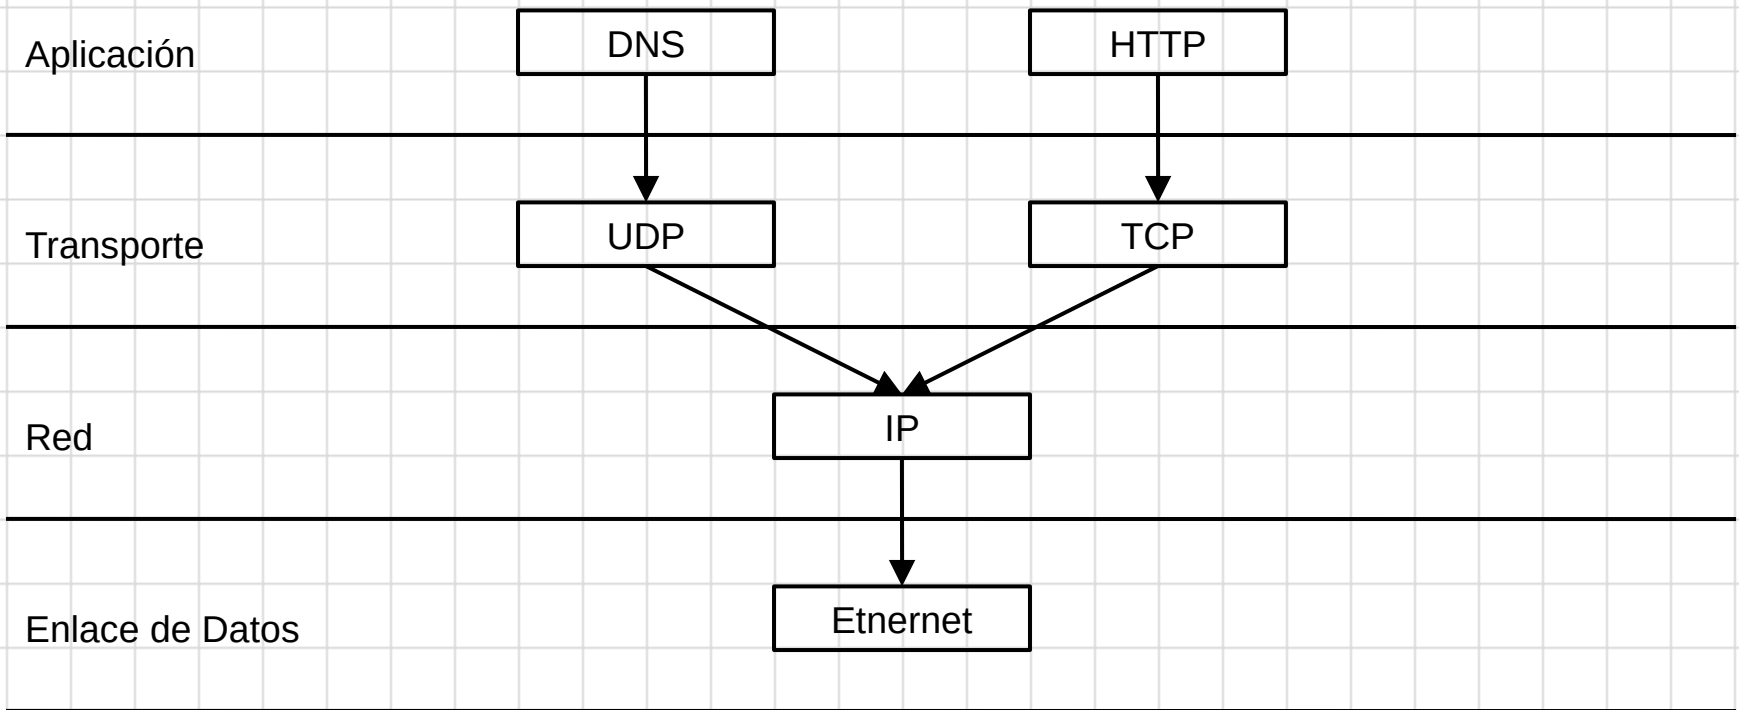 Aplicación
DNS
HTTP
Transporte
UDP
TCP
Red
IP
Enlace de Datos
Etnernet